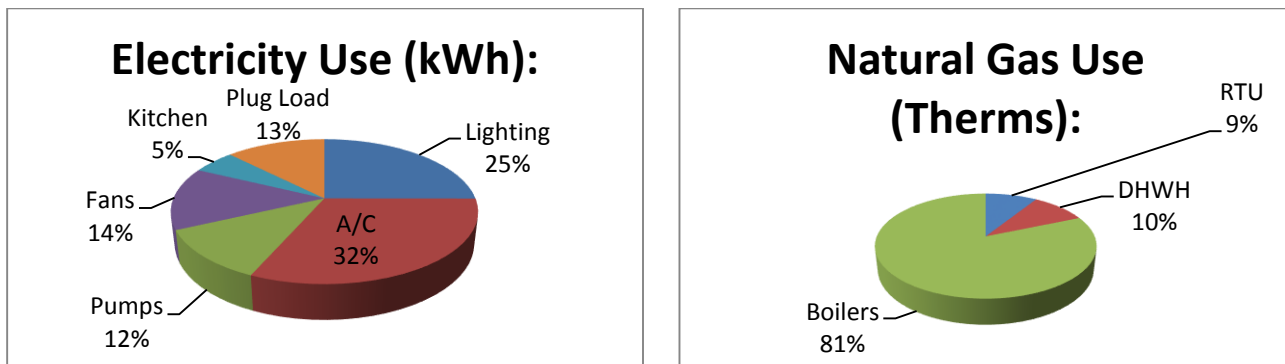 Electricity Use (kWh):
Plug Load
13%
Kitchen
5%
Lighting
25%
Fans
14%
A/C
32%
Pumps
12%
Natural Gas Use
(Therms):
RTU
9%
DHWH
10%
Boilers
81%